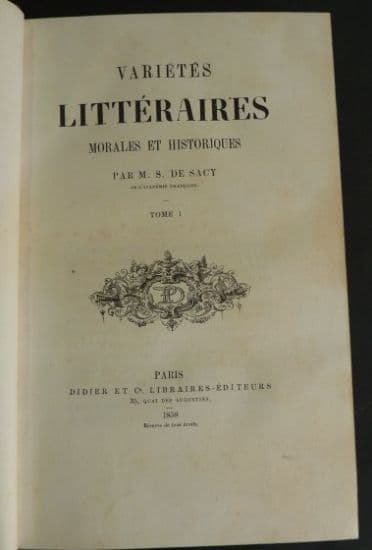 VARIÉTÉS
LITTÉRAIRES
MORALES ET HISTORIQUES
PAR M. S. DE SACY
DE L'ACADÉMIE FRANÇAISE.
TOME I
PARIS
DIDIER ET Cᵉ, LIBRAIRES-ÉDITEURS
35, QUAI DES AUGUSTINS.
1858
Réserve de tous droits.